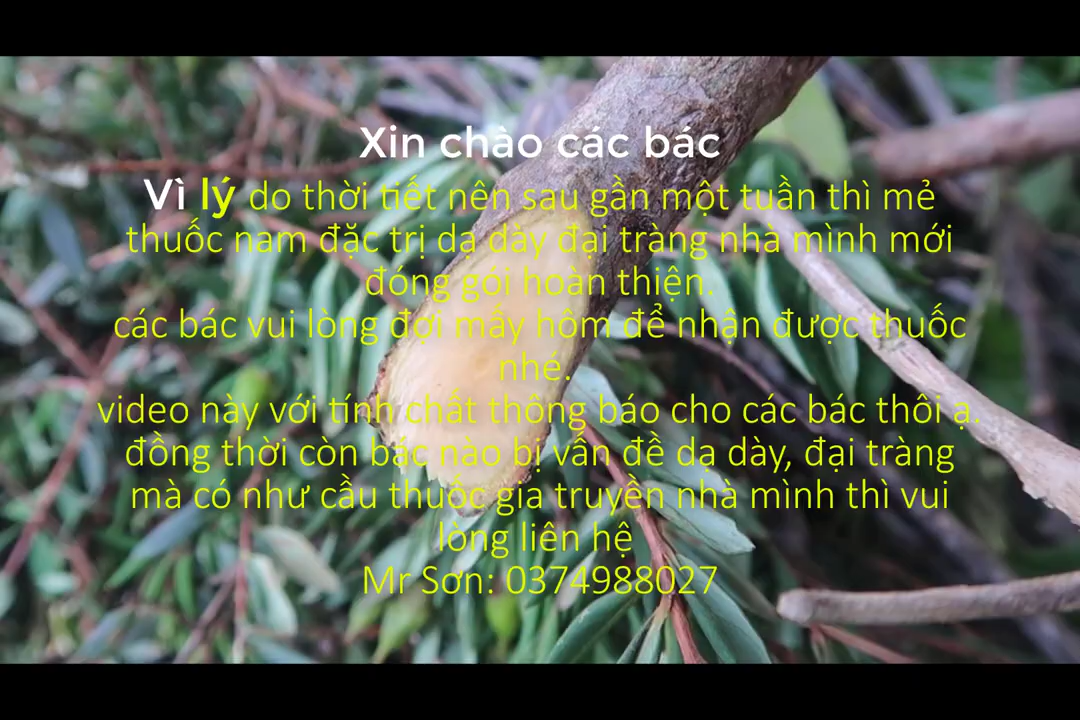 Xin chào các bác
Vì lý do thời tiết nên sau gần một tuần thì mẻ
thuốc nam đặc trị dạ dày đại tràng nhà mình mới
đóng gói hoàn thiện.
các bác vui lòng đợi mấy hôm để nhận được thuốc
nhé.
video này với tính chất thông báo cho các bác thôi ạ.
đồng thời còn bác nào bị vấn đề dạ dày, đại tràng
mà có như cầu thuốc gia truyền nhà mình thì vui
lòng liên hệ
Mr Sơn: 0374988027